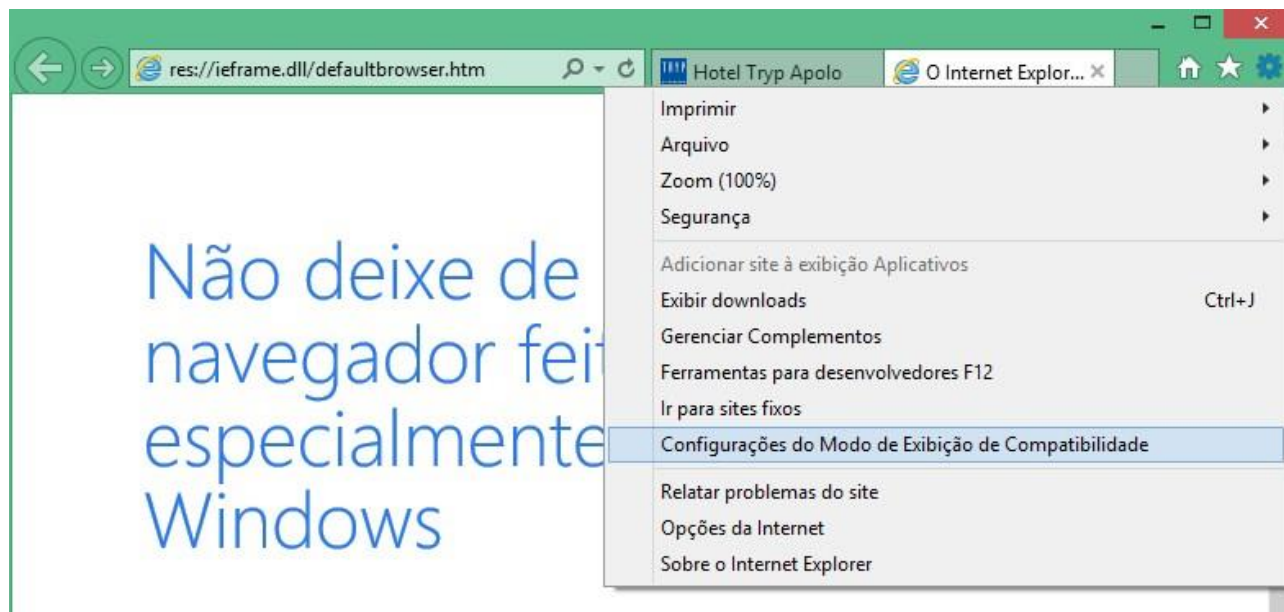 res://ieframe.dll/defaultbrowser.htm
Hotel Tryp Apolo
O Internet Explor...
Imprimir
Arquivo
Zoom (100%)
Segurança
Adicionar site à exibição Aplicativos
Exibir downloads Ctrl+J
Gerenciar Complementos
Ferramentas para desenvolvedores F12
Ir para sites fixos
Configurações do Modo de Exibição de Compatibilidade
Relatar problemas do site
Opções da Internet
Sobre o Internet Explorer
Não deixe de
navegador fei
especialmente
Windows